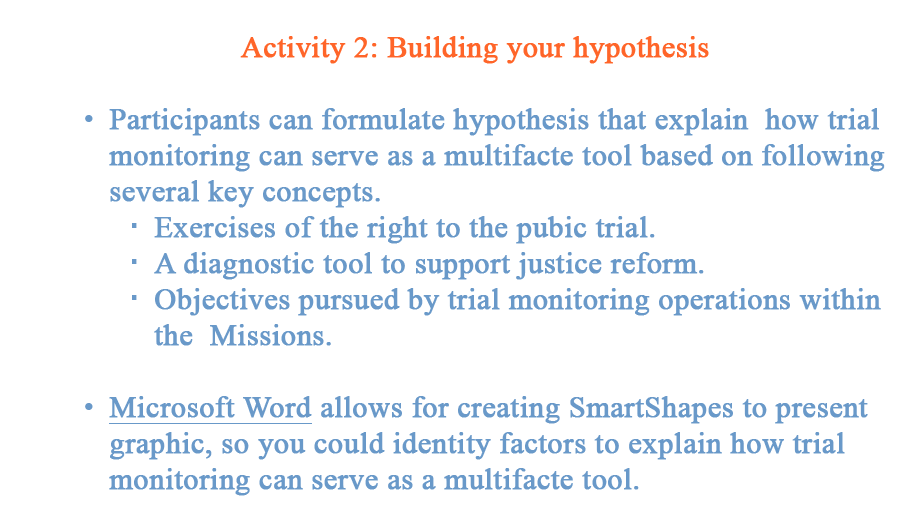 Activity 2: Building your hypothesis
• Participants can formulate hypothesis that explain  how trial
monitoring can serve as a multifacte tool based on following
several key concepts.
▪ Exercises of the right to the pubic trial.
▪ A diagnostic tool to support justice reform.
▪ Objectives pursued by trial monitoring operations within
the  Missions.
• Microsoft Word allows for creating SmartShapes to present
graphic, so you could identity factors to explain how trial
monitoring can serve as a multifacte tool.